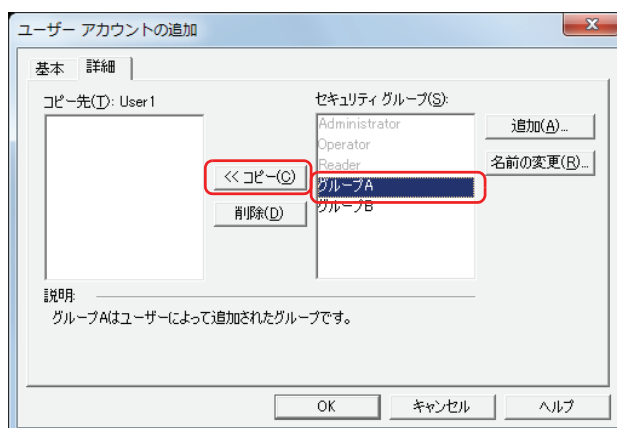 ユーザー アカウントの追加
基本 詳細
コピー先(T): User1
セキュリティ グループ(S):
Administrator
Operator
Reader
グループA
グループB
<< コピー(C)
削除(D)
追加(A)...
名前の変更(R)...
説明:
グループAはユーザーによって追加されたグループです。
OK キャンセル ヘルプ